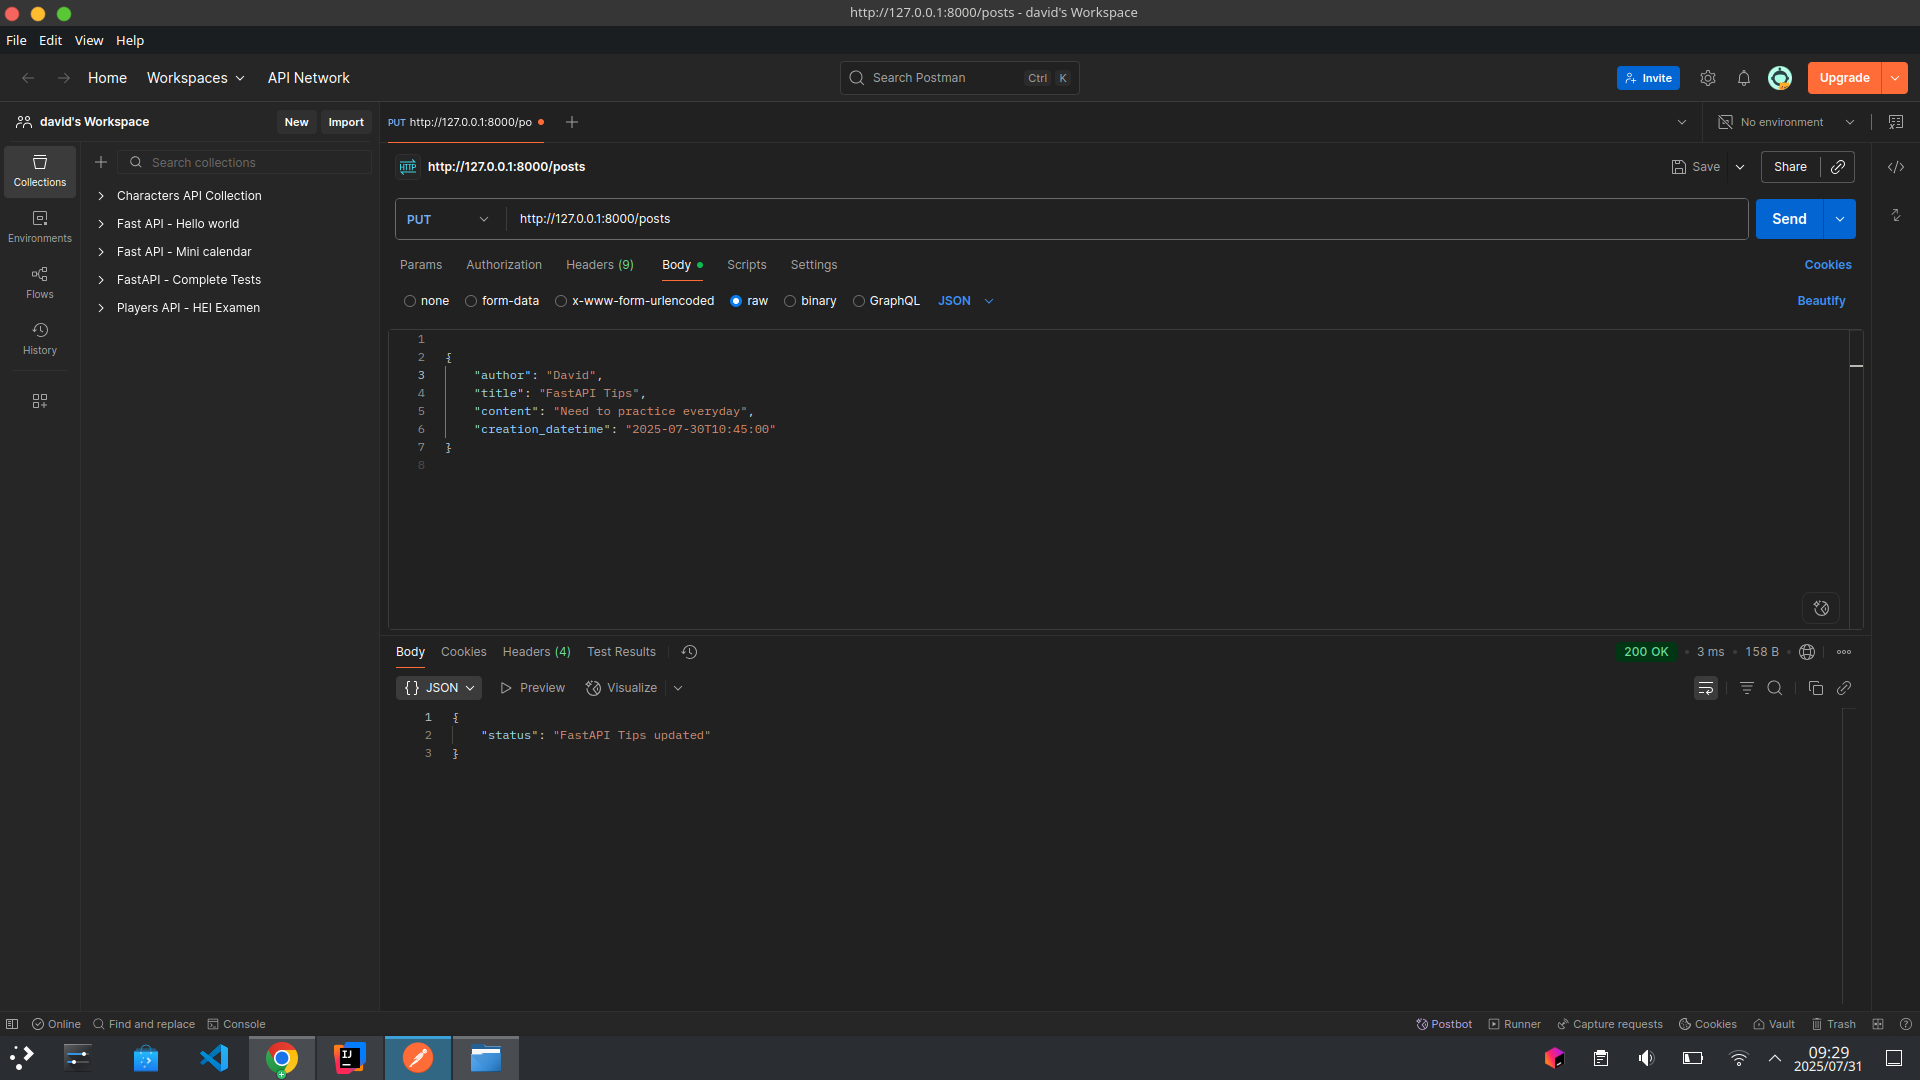 http://127.0.0.1:8000/posts - david's Workspace
File Edit View Help
Home Workspaces API Network
Search Postman Ctrl K
Invite
Upgrade
david's Workspace
New Import
PUT http://127.0.0.1:8000/po
No environment
Collections
Search collections
HTTP http://127.0.0.1:8000/posts
Save
Share
Characters API Collection
Fast API - Hello world
Fast API - Mini calendar
FastAPI - Complete Tests
Players API - HEI Examen
Environments
Flows
History
PUT http://127.0.0.1:8000/posts
Send
Params Authorization Headers (9) Body Scripts Settings
Cookies
none form-data x-www-form-urlencoded raw binary GraphQL JSON
Beautify
1
2 {
3 "author": "David",
4 "title": "FastAPI Tips",
5 "content": "Need to practice everyday",
6 "creation_datetime": "2025-07-30T10:45:00"
7 }
8
Body Cookies Headers (4) Test Results
200 OK 3 ms 158 B
{} JSON Preview Visualize
1 {
2 "status": "FastAPI Tips updated"
3 }
Online Find and replace Console
Postbot Runner Capture requests Cookies Vault Trash
IJ
09:29
2025/07/31